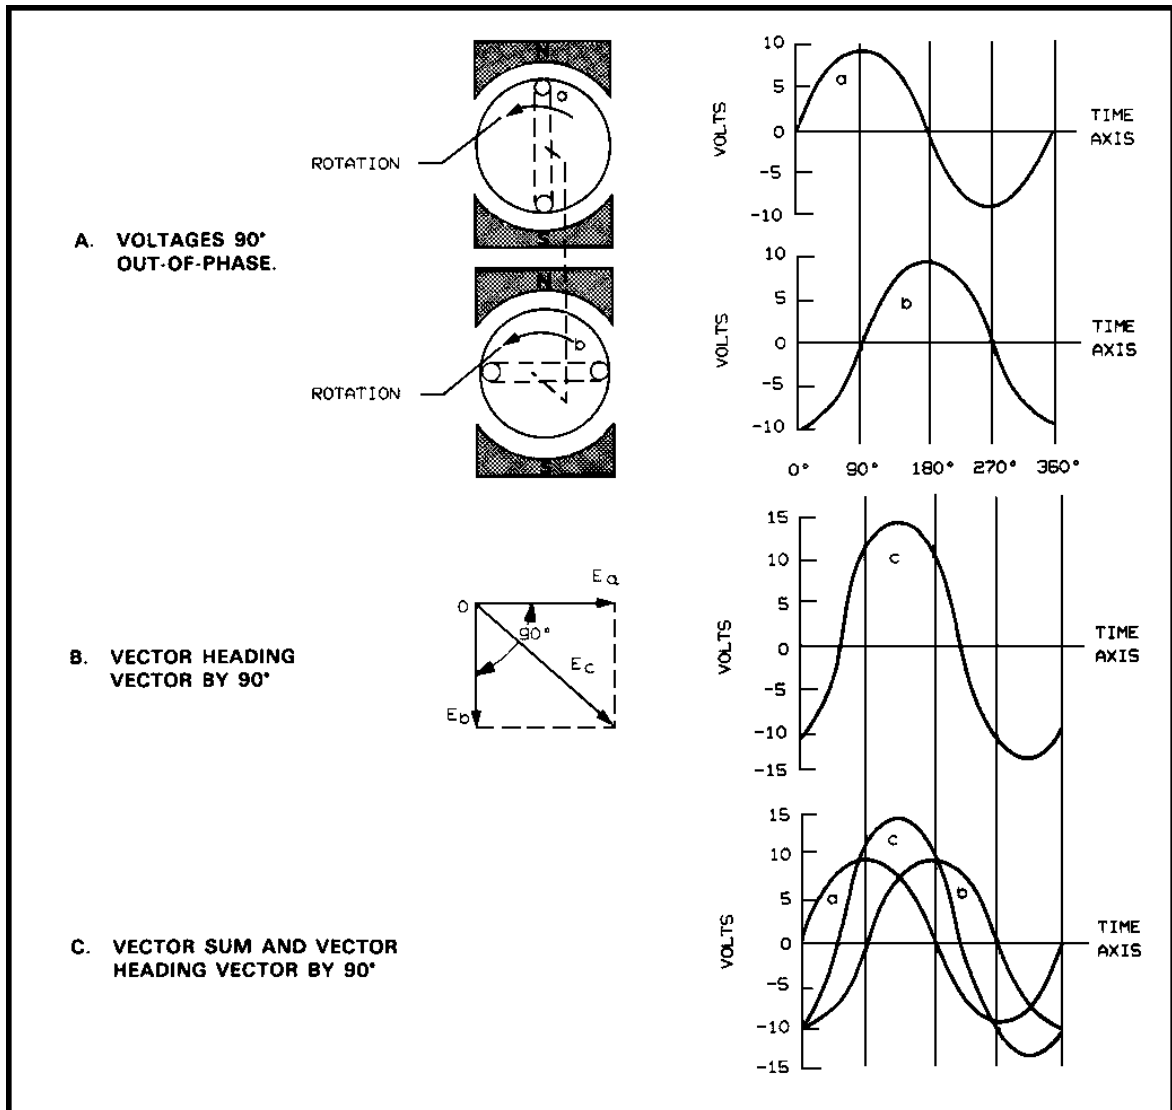 N
a
ROTATION
S
A. VOLTAGES 90°
OUT-OF-PHASE.
N
b
ROTATION
S
10
5
0
-5
-10
VOLTS
a
TIME
AXIS
10
5
0
-5
-10
VOLTS
b
TIME
AXIS
0° 90° 180° 270° 360°
B. VECTOR HEADING
VECTOR BY 90°
0
Ea
90°
Ec
Eb
15
10
5
0
-5
-10
-15
VOLTS
c
TIME
AXIS
C. VECTOR SUM AND VECTOR
HEADING VECTOR BY 90°
15
10
5
0
-5
-10
-15
VOLTS
a
c
b
TIME
AXIS